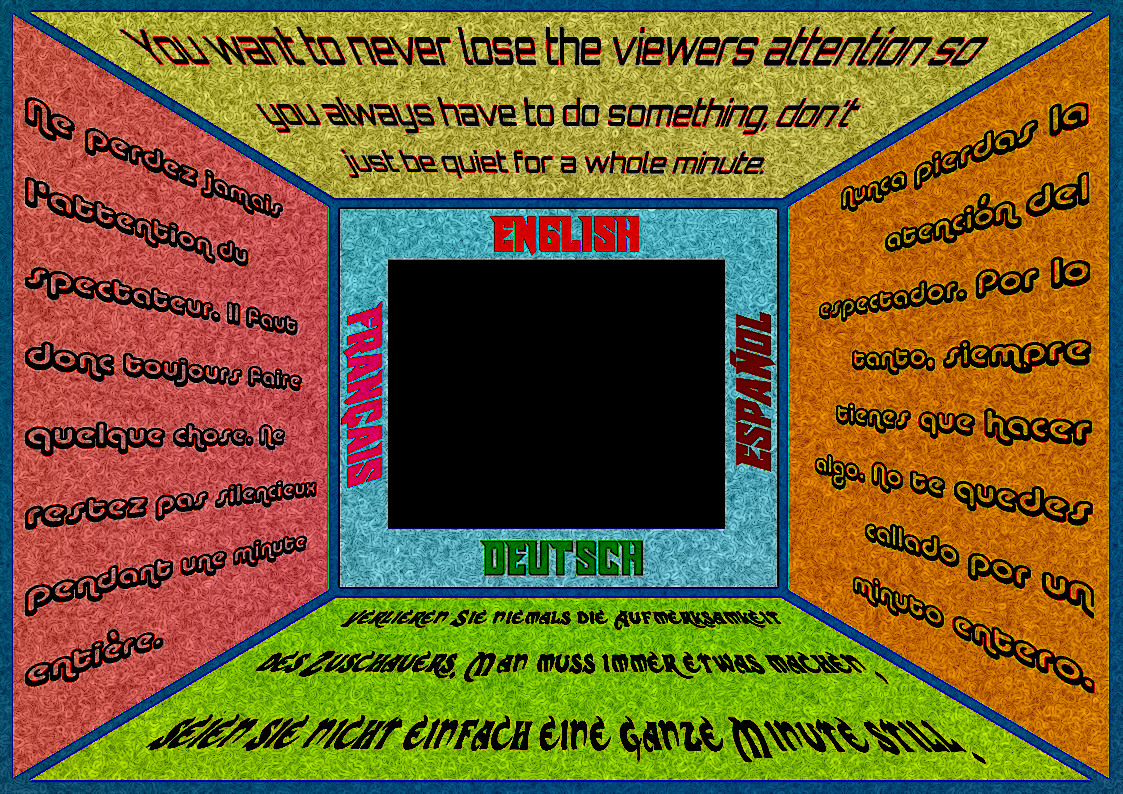 You want to never lose the viewers attention so
you always have to do something, don't
just be quiet for a whole minute.
Ne perdez jamais
l'attention du
spectateur. Il faut
donc toujours faire
quelque chose. Ne
restez pas silencieux
pendant une minute
entière.
ENGLISH
FRANÇAIS
ESPAÑOL
DEUTSCH
Nunca pierdas la
atención del
espectador. Por lo
tanto, siempre
tienes que hacer
algo. No te quedes
callado por un
minuto entero.
Verlieren Sie niemals die Aufmerksamkeit
des Zuschauers. Man muss immer etwas machen.
Seien Sie nicht einfach eine ganze Minute still.